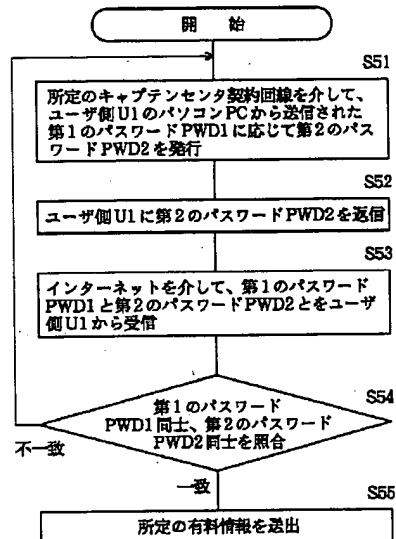 開 始
S51
所定のキャプテンセンタ契約回線を介して、
ユーザ側U1のパソコンPCから送信された
第1のパスワードPWD1に応じて第2のパス
ワードPWD2を発行
S52
ユーザ側U1に第2のパスワードPWD2を返信
S53
インターネットを介して、第1のパスワード
PWD1と第2のパスワードPWD2とをユーザ
側U1から受信
S54
第1のパスワード
PWD1同士、第2のパスワード
PWD2同士を照合
不一致
一致
S55
所定の有料情報を送出